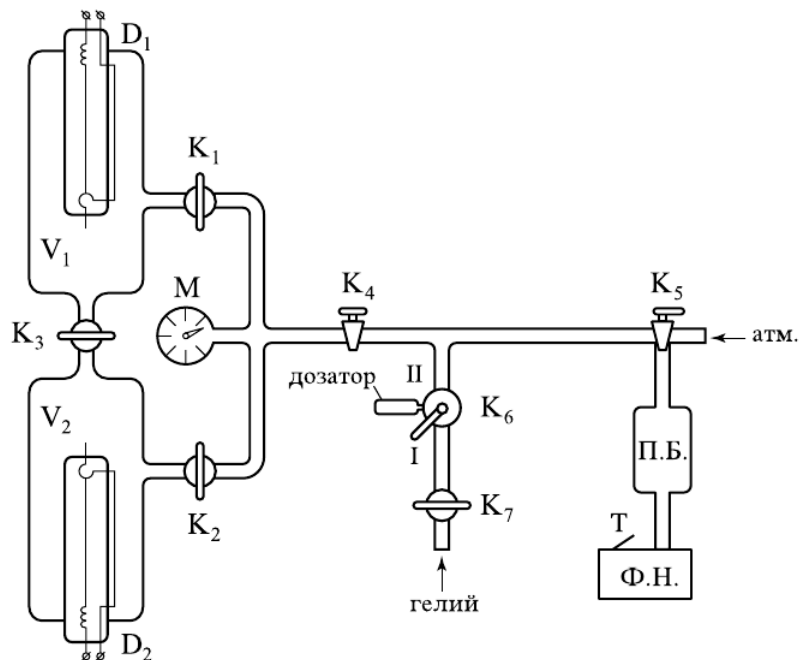 D1
K1
V1
M
K3
K4
K5
атм.
II
дозатор
K6
V2
I
П.Б.
K2
K7
T
Ф.Н.
гелий
D2